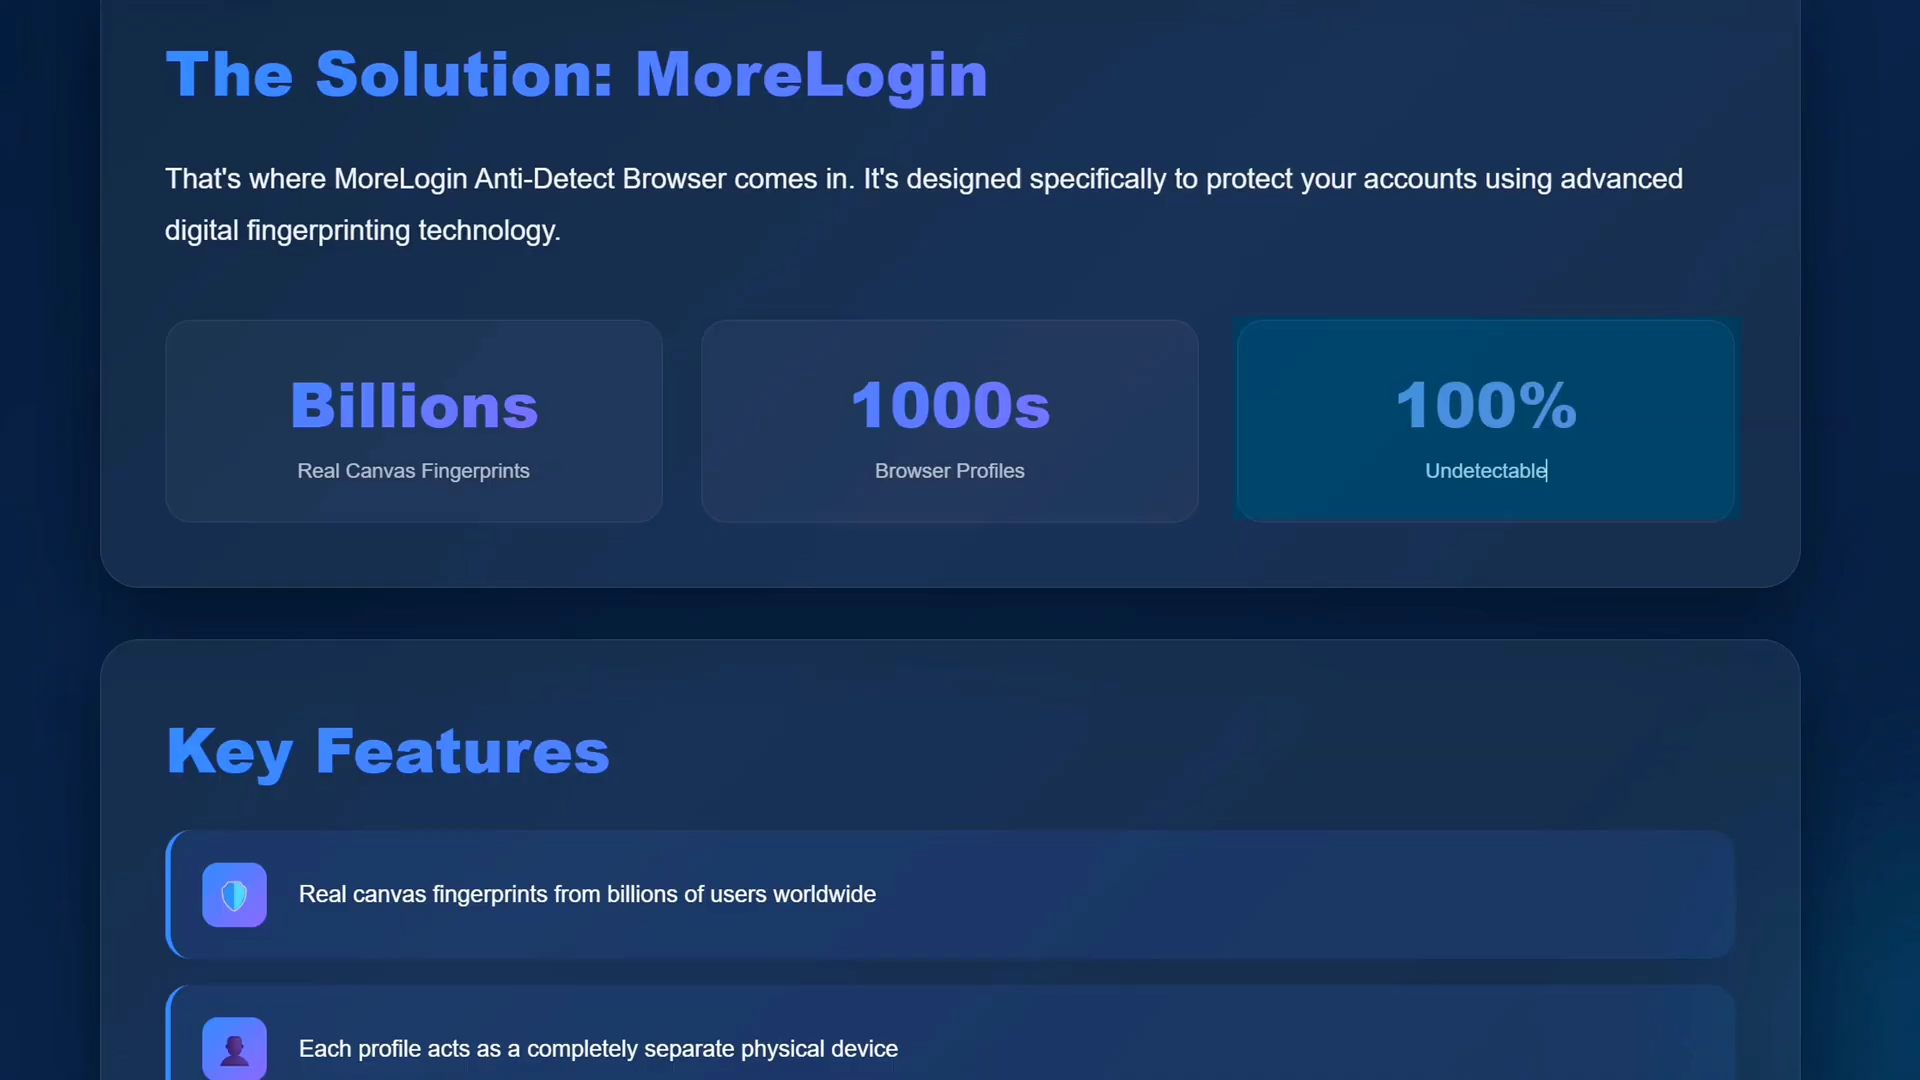 The Solution: MoreLogin
That's where MoreLogin Anti-Detect Browser comes in. It's designed specifically to protect your accounts using advanced
digital fingerprinting technology.
Billions
Real Canvas Fingerprints
1000s
Browser Profiles
100%
Undetectable
Key Features
Real canvas fingerprints from billions of users worldwide
Each profile acts as a completely separate physical device